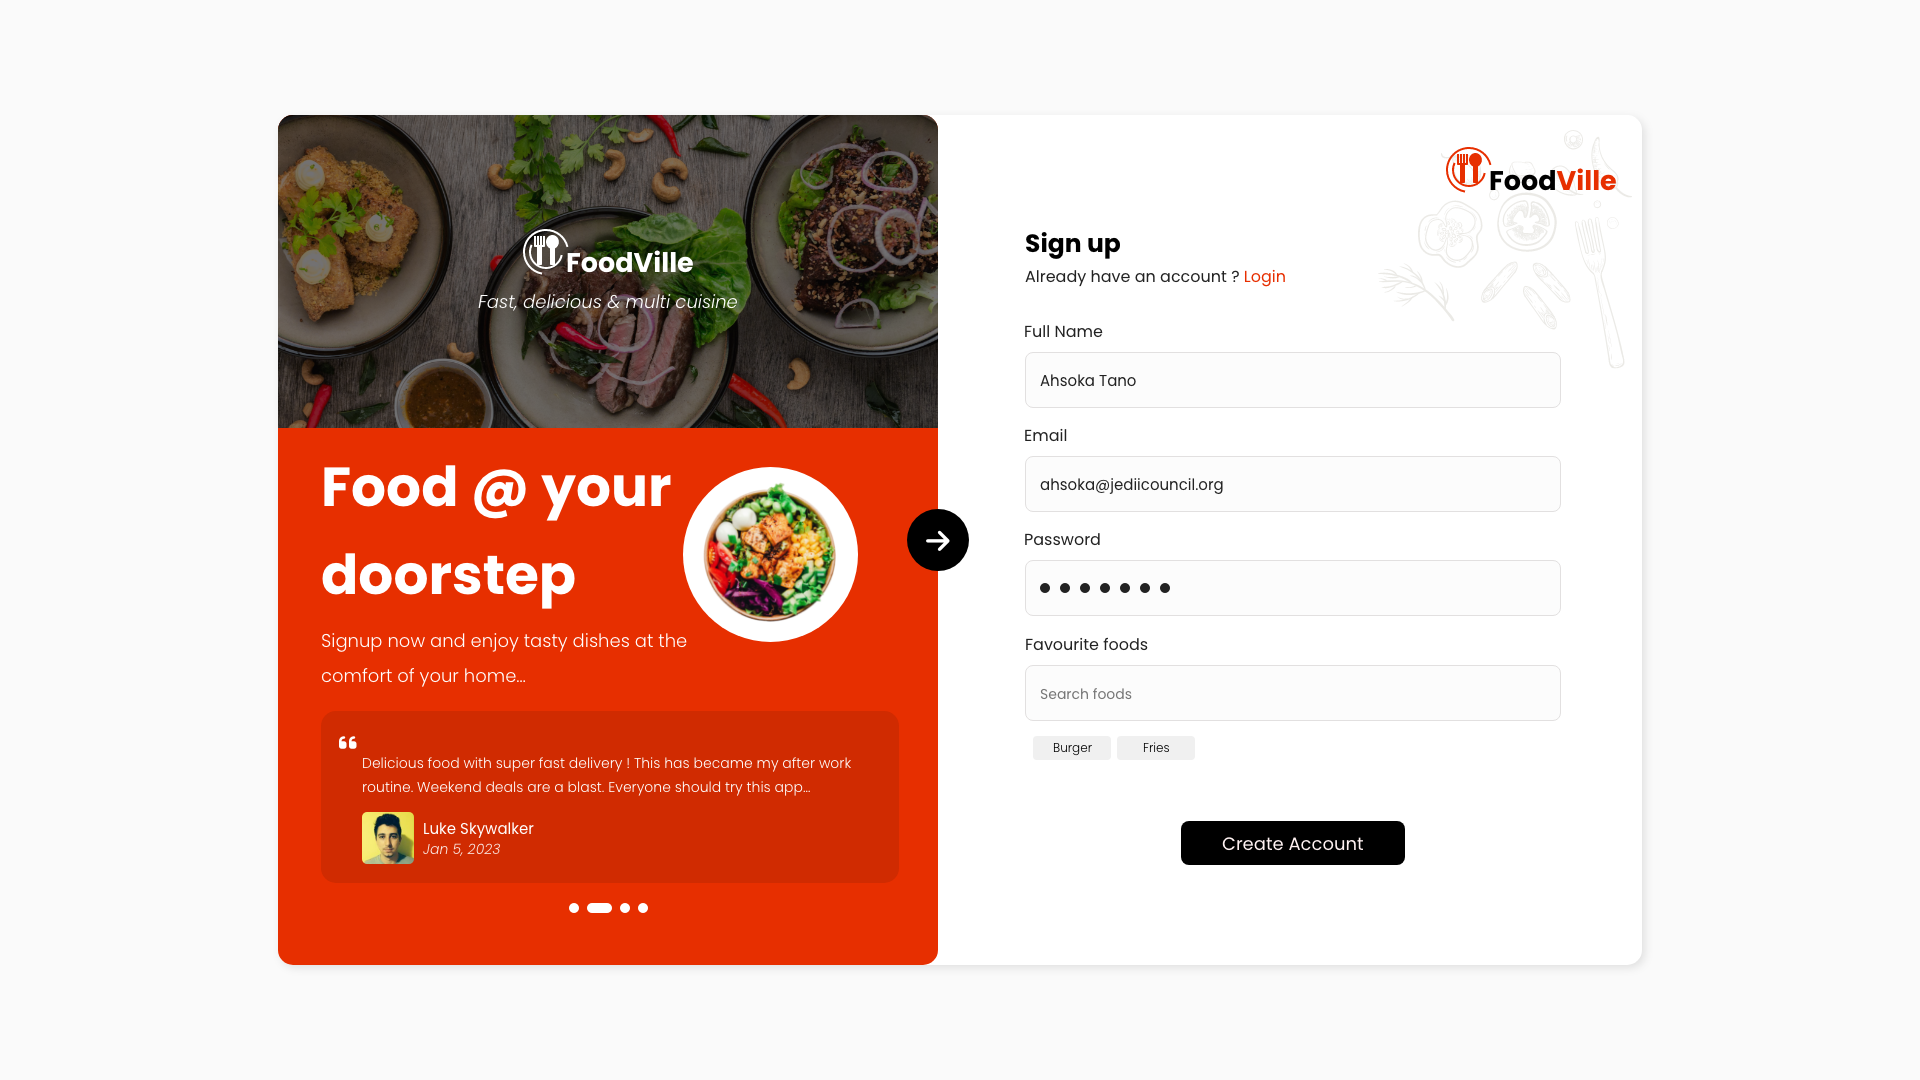 FoodVille
Fast, delicious & multi cuisine
Food @ your
doorstep
Signup now and enjoy tasty dishes at the
comfort of your home...
Delicious food with super fast delivery ! This has became my after work
routine. Weekend deals are a blast. Everyone should try this app...
Luke Skywalker
Jan 5, 2023
FoodVille
Sign up
Already have an account ? Login
Full Name
Ahsoka Tano
Email
ahsoka@jediicouncil.org
Password
Favourite foods
Search foods
Burger
Fries
Create Account